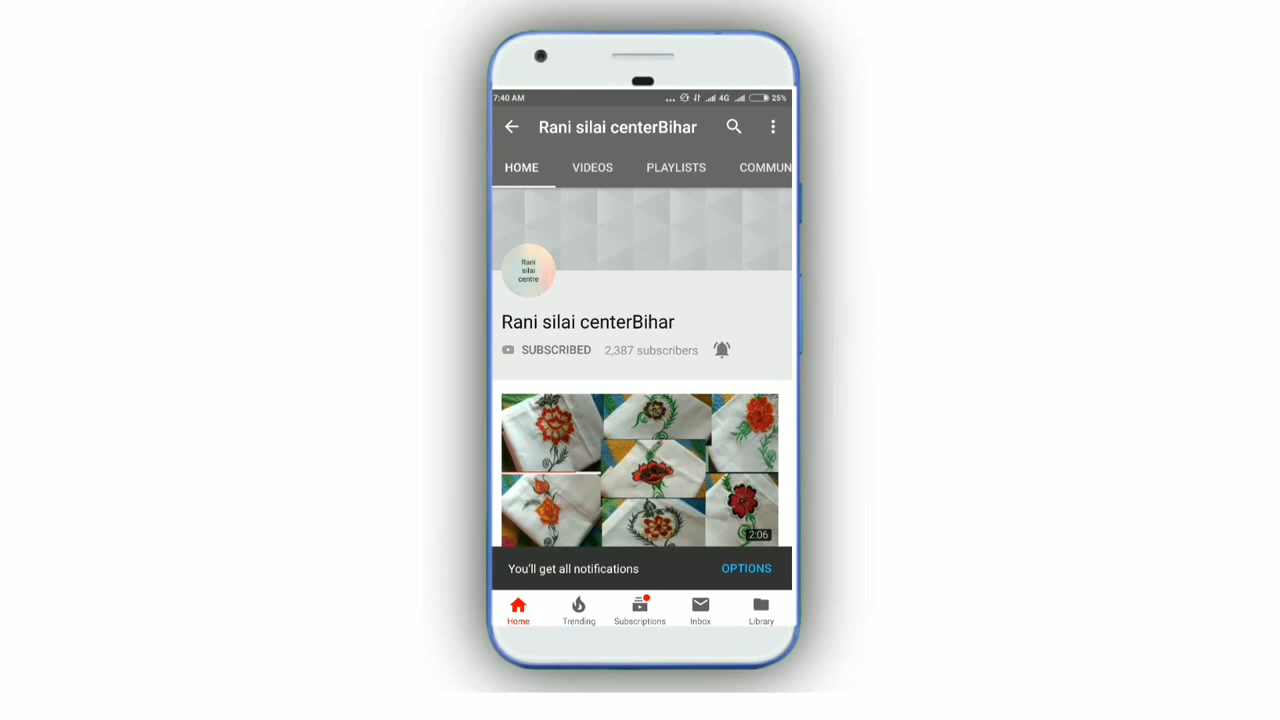 7:40 AM ... 4G 25%
Rani silai centerBihar
HOME VIDEOS PLAYLISTS COMMUN
Rani
silai
centre
Rani silai centerBihar
SUBSCRIBED 2,387 subscribers
2:06
You'll get all notifications OPTIONS
Home Trending Subscriptions Inbox Library